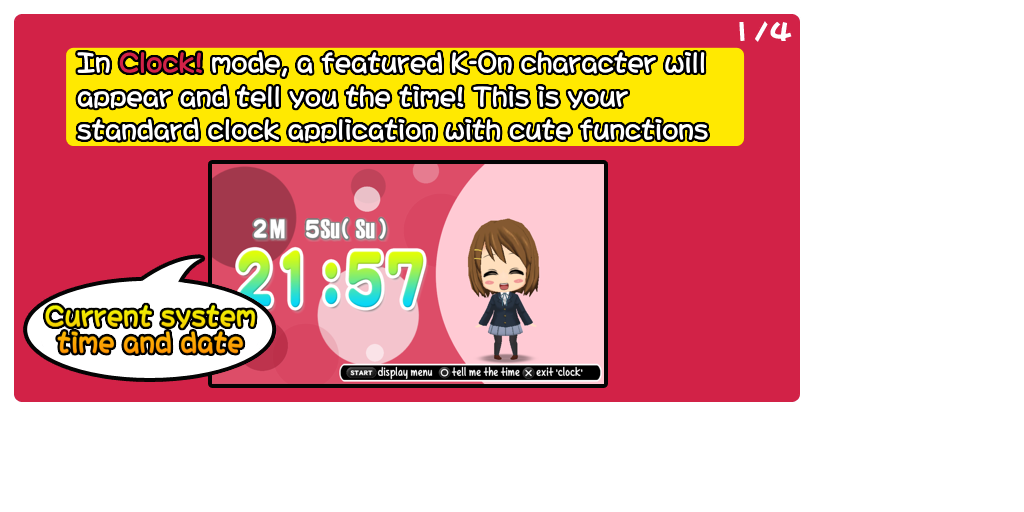 1/4
In Clock! mode, a featured K-On character will
appear and tell you the time! This is your
standard clock application with cute functions
2M 5Su( Su )
21:57
Current system
time and date
START display menu O tell me the time X exit 'clock'